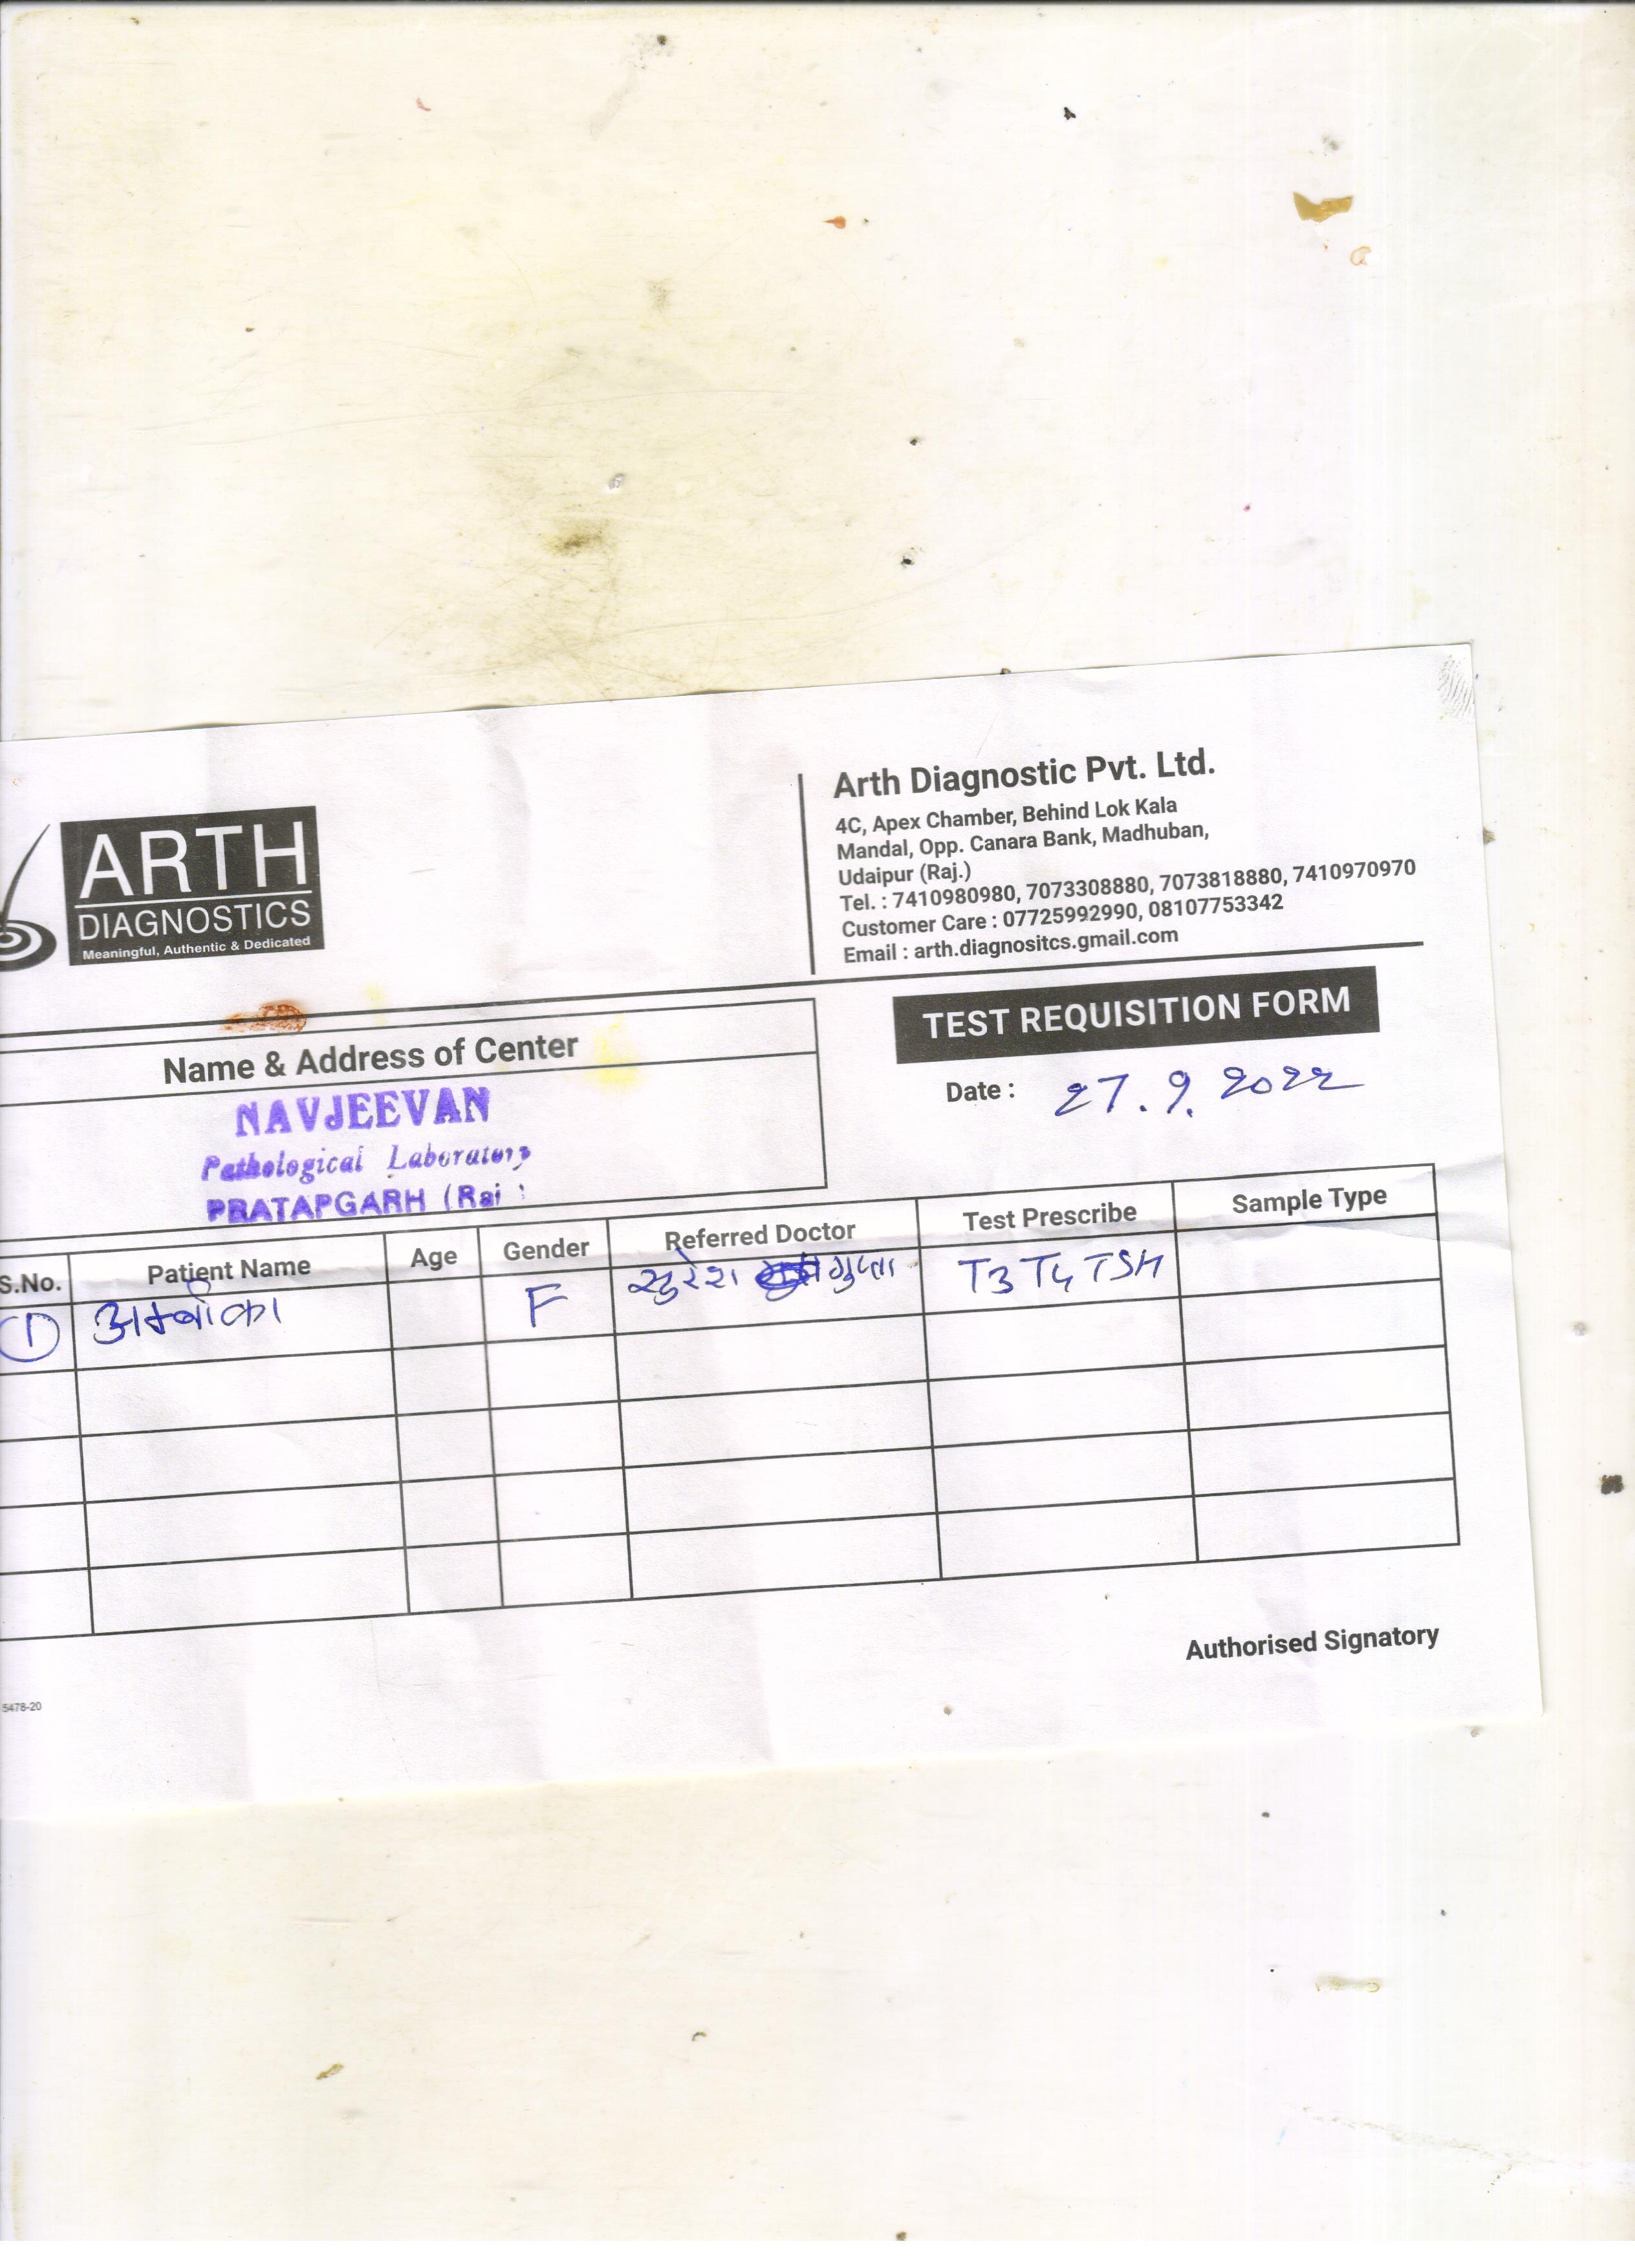 ARTH
DIAGNOSTICS
Meaningful, Authentic & Dedicated
Arth Diagnostic Pvt. Ltd.
4C, Apex Chamber, Behind Lok Kala
Mandal, Opp. Canara Bank, Madhuban,
Udaipur (Raj.)
Tel. : 7410980980, 7073308880, 7073818880, 7410970970
Customer Care : 07725992990, 08107753342
Email : arth.diagnositcs.gmail.com
TEST REQUISITION FORM
Date : 27.9.2022
Name & Address of Center
NAVJEEVAN
Pathological Laboratory
PRATAPGARH (Raj
S.No. Patient Name Age Gender Referred Doctor Test Prescribe Sample Type
1 F सुरेश गुप्ता T3 T4 TSH
Authorised Signatory
5478-20